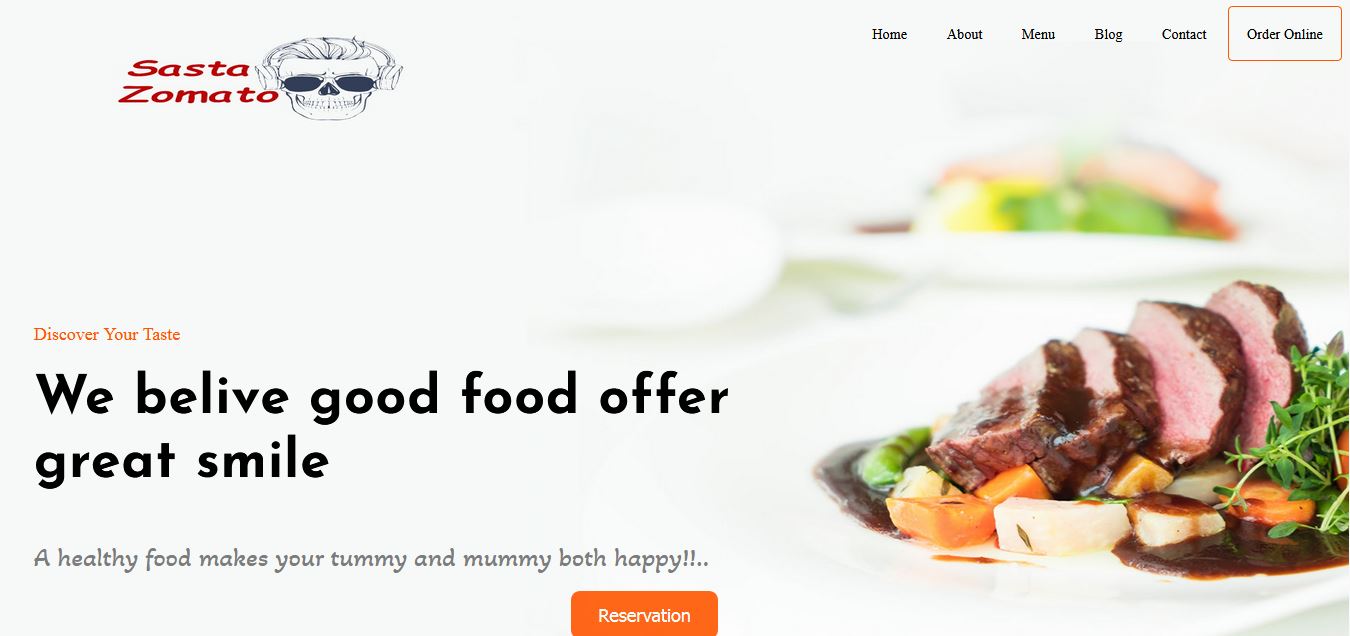 Sasta
Zomato
Home About Menu Blog Contact Order Online
Discover Your Taste
We belive good food offer
great smile
A healthy food makes your tummy and mummy both happy!!..
Reservation